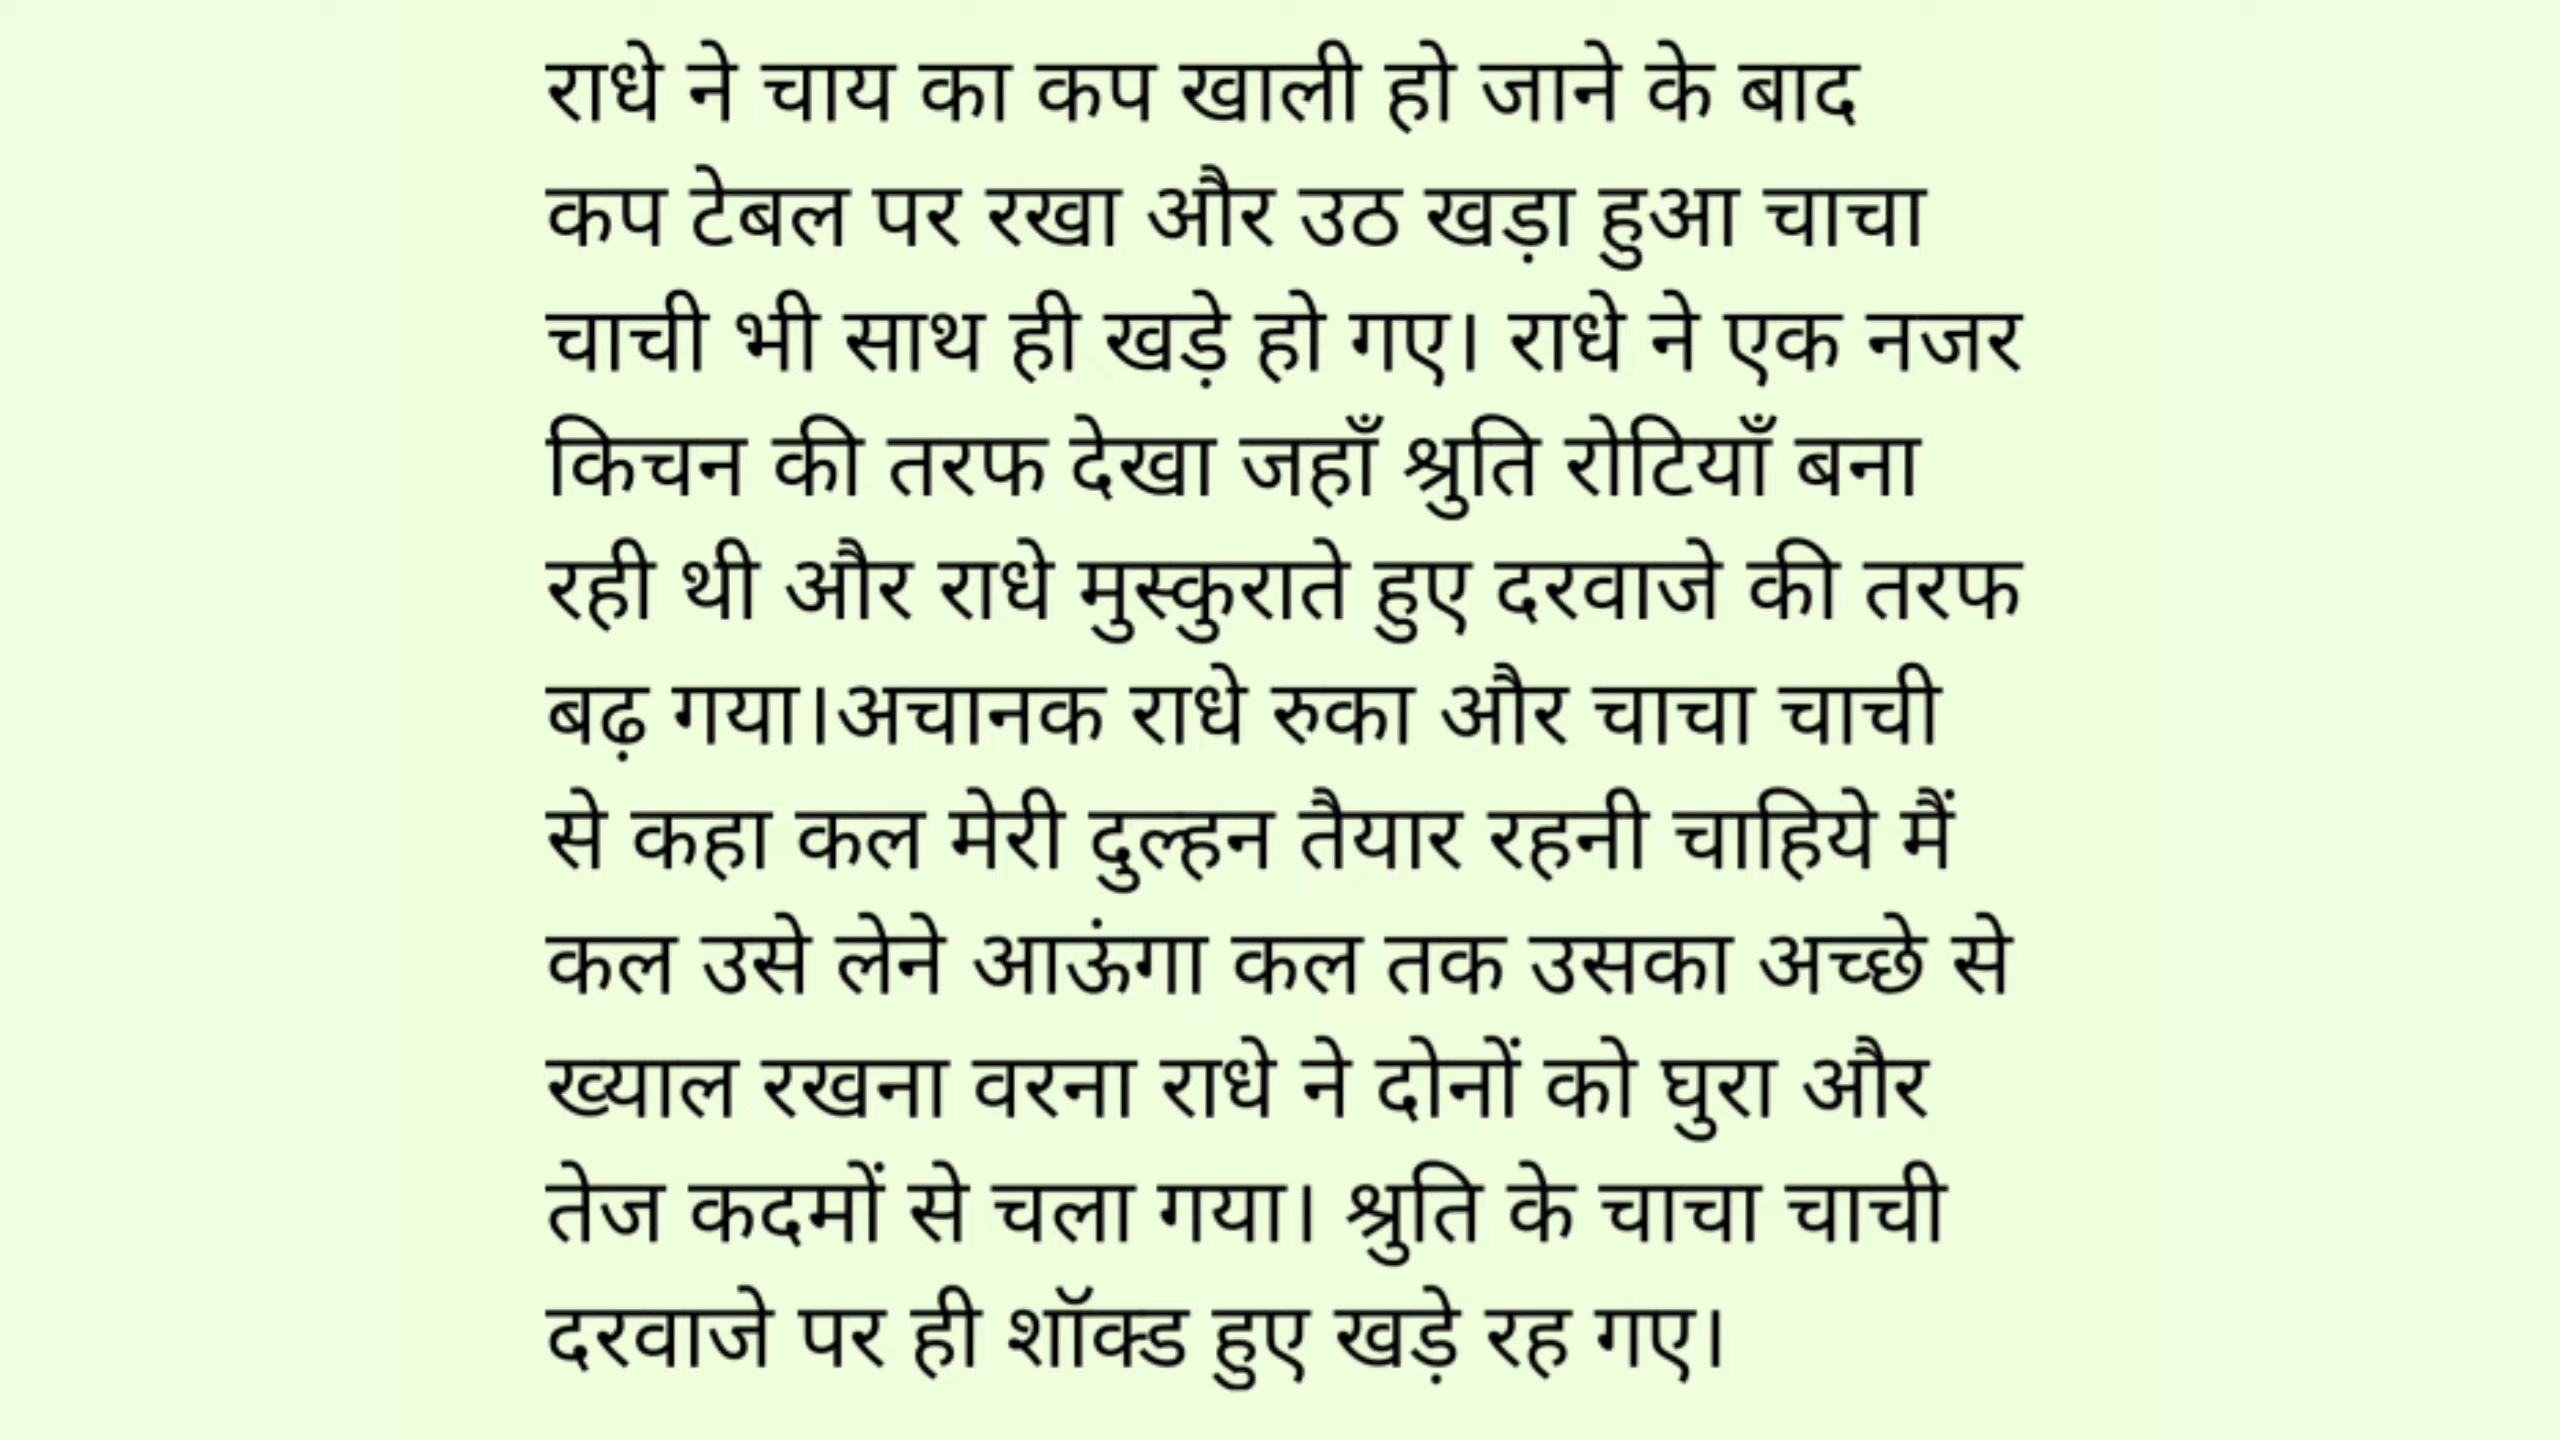 राधे ने चाय का कप खाली हो जाने के बाद
कप टेबल पर रखा और उठ खड़ा हुआ चाचा
चाची भी साथ ही खड़े हो गए। राधे ने एक नजर
किचन की तरफ देखा जहाँ श्रुति रोटियाँ बना
रही थी और राधे मुस्कुराते हुए दरवाजे की तरफ
बढ़ गया।अचानक राधे रुका और चाचा चाची
से कहा कल मेरी दुल्हन तैयार रहनी चाहिये मैं
कल उसे लेने आऊंगा कल तक उसका अच्छे से
ख्याल रखना वरना राधे ने दोनों को घुरा और
तेज कदमों से चला गया। श्रुति के चाचा चाची
दरवाजे पर ही शॉक्ड हुए खड़े रह गए।